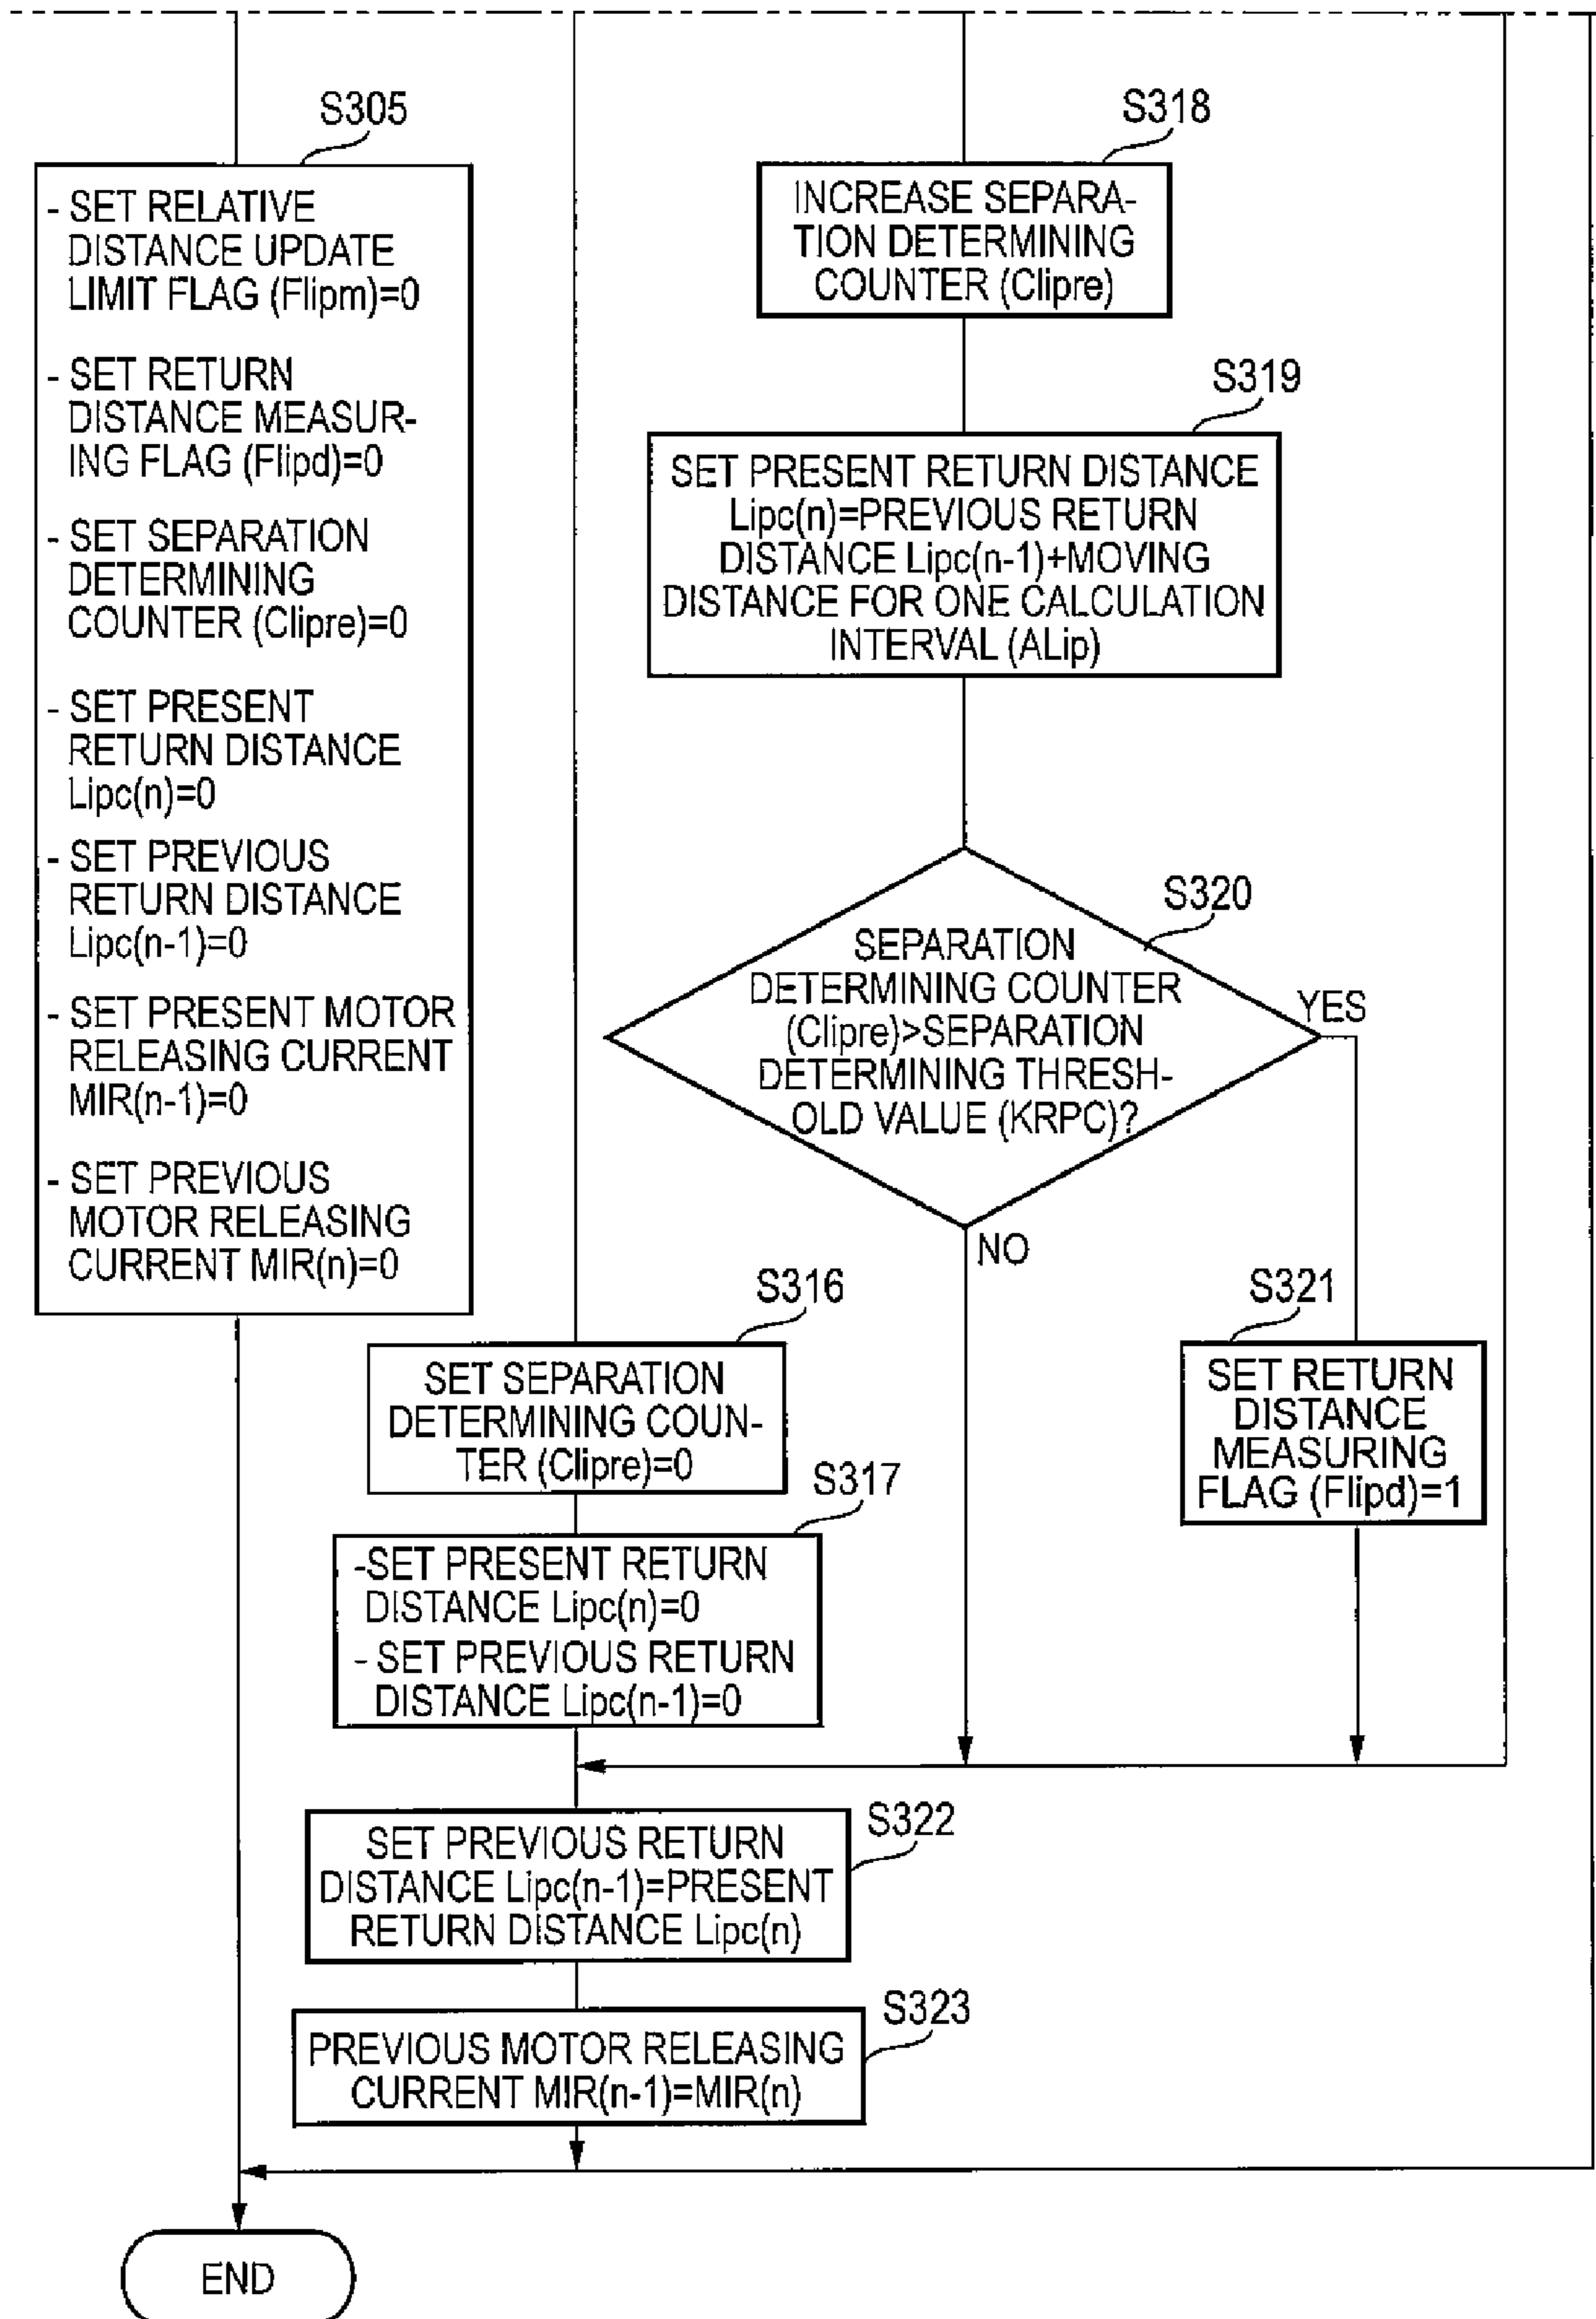 S305
- SET RELATIVE
DISTANCE UPDATE
LIMIT FLAG (Flipm)=0
- SET RETURN
DISTANCE MEASUR-
ING FLAG (Flipd)=0
- SET SEPARATION
DETERMINING
COUNTER (Clipre)=0
- SET PRESENT
RETURN DISTANCE
Lipc(n)=0
- SET PREVIOUS
RETURN DISTANCE
Lipc(n-1)=0
- SET PRESENT MOTOR
RELEASING CURRENT
MIR(n-1)=0
- SET PREVIOUS
MOTOR RELEASING
CURRENT MIR(n)=0
S318
INCREASE SEPARA-
TION DETERMINING
COUNTER (Clipre)
S319
SET PRESENT RETURN DISTANCE
Lipc(n)=PREVIOUS RETURN
DISTANCE Lipc(n-1)+MOVING
DISTANCE FOR ONE CALCULATION
INTERVAL (ALip)
S320
SEPARATION
DETERMINING COUNTER
(Clipre)>SEPARATION
DETERMINING THRESH-
OLD VALUE (KRPC)?
YES
NO
S321
SET RETURN
DISTANCE
MEASURING
FLAG (Flipd)=1
S316
SET SEPARATION
DETERMINING COUN-
TER (Clipre)=0
S317
-SET PRESENT RETURN
DISTANCE Lipc(n)=0
- SET PREVIOUS RETURN
DISTANCE Lipc(n-1)=0
S322
SET PREVIOUS RETURN
DISTANCE Lipc(n-1)=PRESENT
RETURN DISTANCE Lipc(n)
S323
PREVIOUS MOTOR RELEASING
CURRENT MIR(n-1)=MIR(n)
END